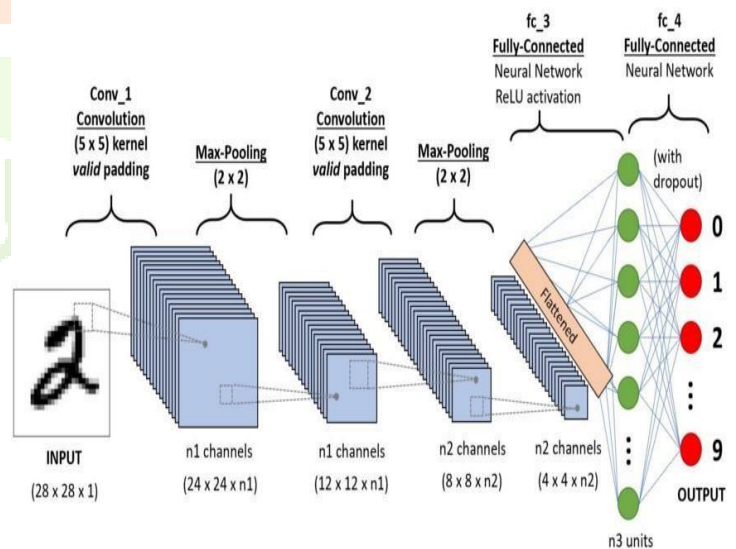 fc_3
Fully-Connected
Neural Network
ReLU activation
fc_4
Fully-Connected
Neural Network
Conv_1
Convolution
(5 x 5) kernel
valid padding
Max-Pooling
(2 x 2)
Conv_2
Convolution
(5 x 5) kernel
valid padding
Max-Pooling
(2 x 2)
(with
dropout)
0
1
2
9
Flattened
2
INPUT
(28 x 28 x 1)
n1 channels
(24 x 24 x n1)
n1 channels
(12 x 12 x n1)
n2 channels
(8 x 8 x n2)
n2 channels
(4 x 4 x n2)
OUTPUT
n3 units